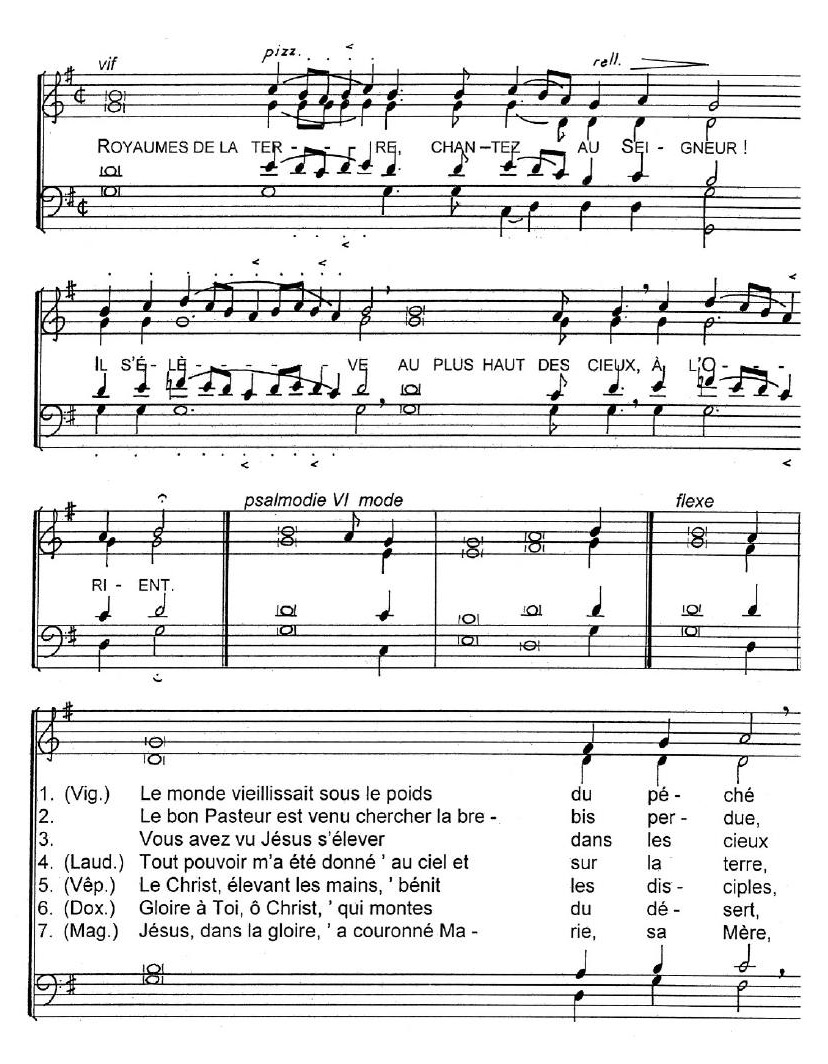 vif pizz. rell.
ROYAUMES DE LA TER - - - RE, CHAN – TEZ AU SEI - GNEUR !
IL S'É - LÈ - - - - - - VE AU PLUS HAUT DES CIEUX, À L'O - - -
psalmodie VI mode flexe
RI - ENT.
1. (Vig.) Le monde vieillissait sous le poids du pé - ché
2. Le bon Pasteur est venu chercher la bre - bis per - due,
3. Vous avez vu Jésus s'élever dans les cieux
4. (Laud.) Tout pouvoir m'a été donné ' au ciel et sur la terre,
5. (Vêp.) Le Christ, élevant les mains, ' bénit les dis - ciples,
6. (Dox.) Gloire à Toi, ô Christ, ' qui montes du dé - sert,
7. (Mag.) Jésus, dans la gloire, ' a couronné Ma - rie, sa Mère,